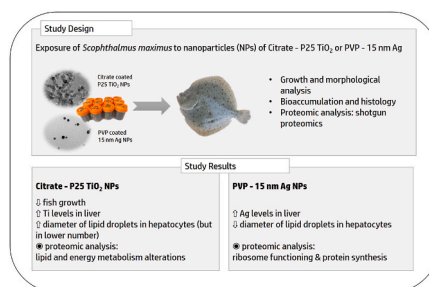 Study Design
Exposure of Scophthalmus maximus to nanoparticles (NPs) of Citrate - P25 TiO₂ or PVP - 15 nm Ag
Citrate coated
P25 TiO₂ NPs
PVP coated
15 nm Ag NPs
• Growth and morphological
analysis
• Bioaccumulation and histology
• Proteomic analysis: shotgun
proteomics
Study Results
Citrate - P25 TiO₂ NPs
⇩ fish growth
⇧ Ti levels in liver
⇧ diameter of lipid droplets in hepatocytes (but
in lower number)
◉ proteomic analysis:
lipid and energy metabolism alterations
PVP - 15 nm Ag NPs
⇧ Ag levels in liver
⇩ diameter of lipid droplets in hepatocytes
◉ proteomic analysis:
ribosome functioning & protein synthesis